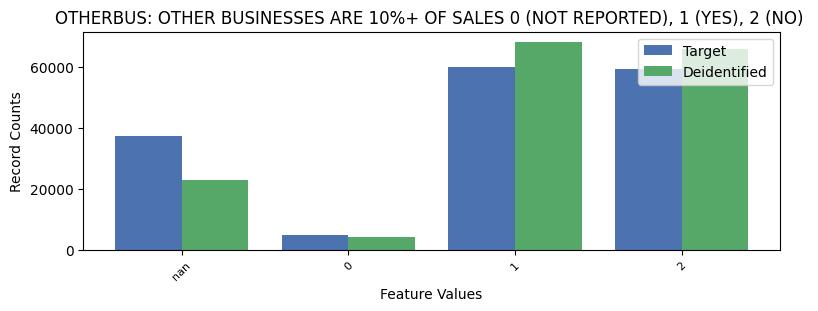 OTHERBUS: OTHER BUSINESSES ARE 10%+ OF SALES 0 (NOT REPORTED), 1 (YES), 2 (NO)
Target
Deidentified
60000
40000
20000
0
Record Counts
nan
0
1
2
Feature Values